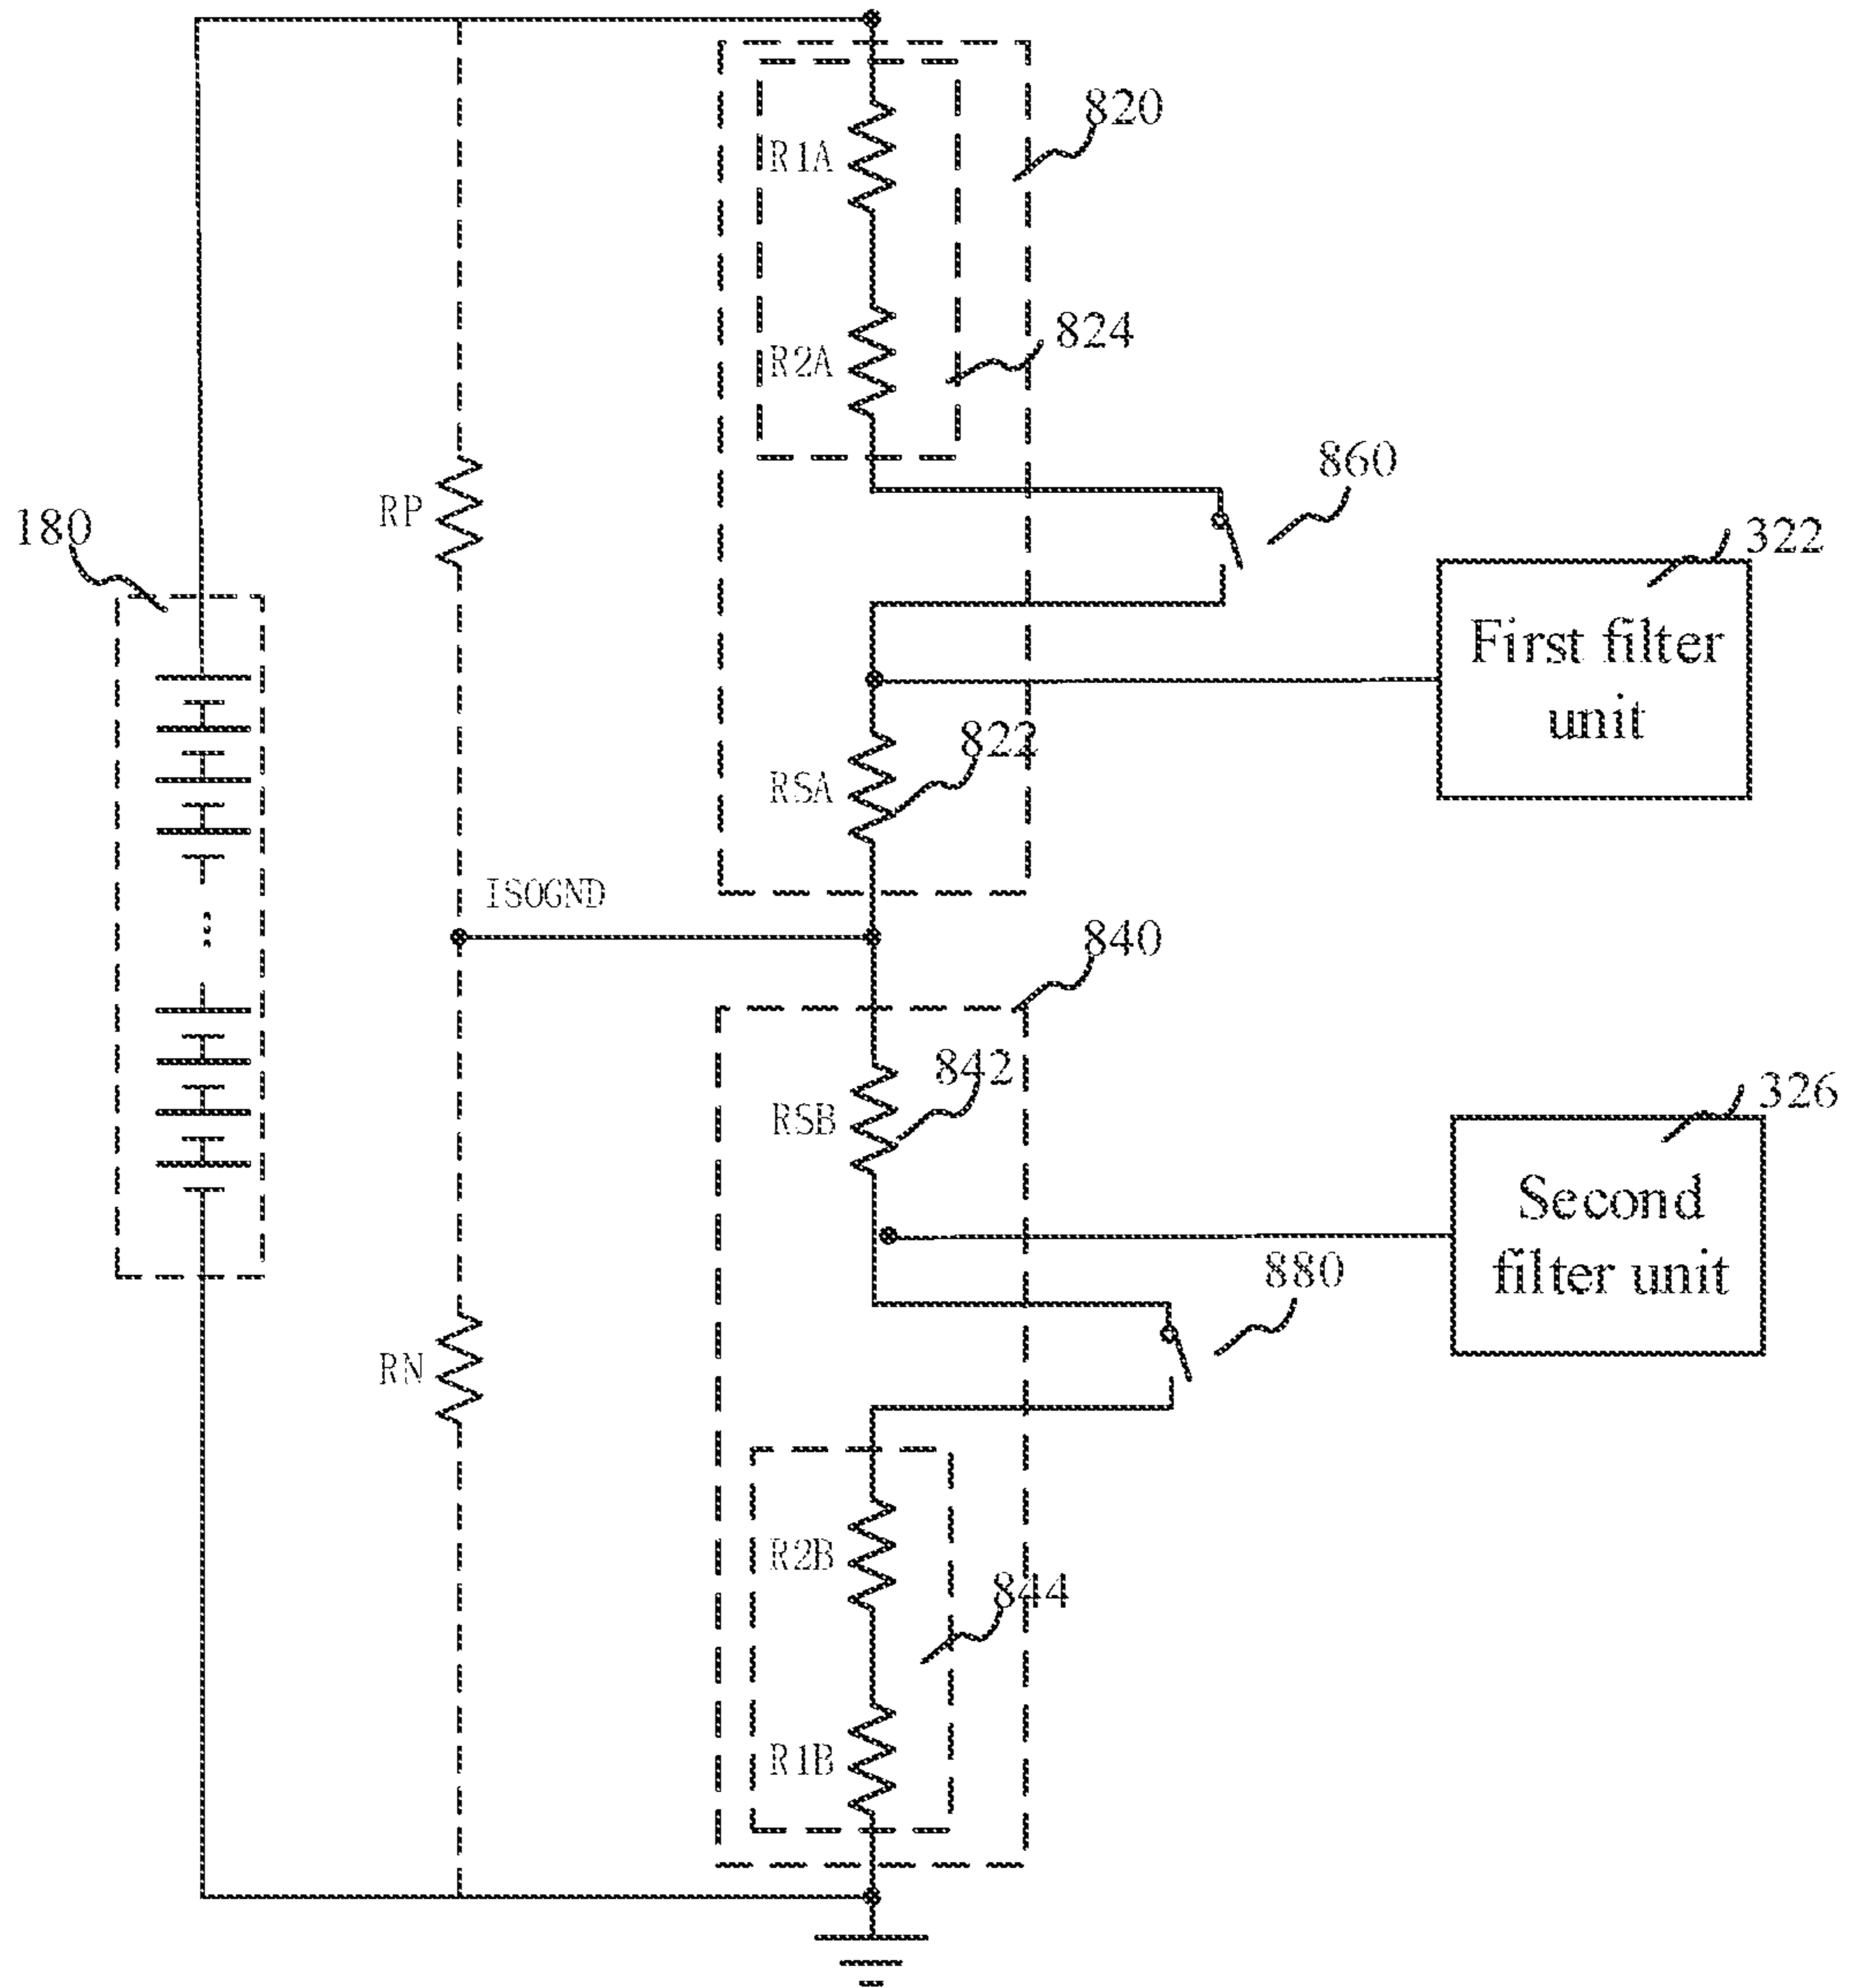 820
R1A
824
R2A
860
RP
180
322
First filter
unit
822
RSA
ISOGND
840
842
RSB
326
Second
filter unit
880
RN
R2B
844
R1B